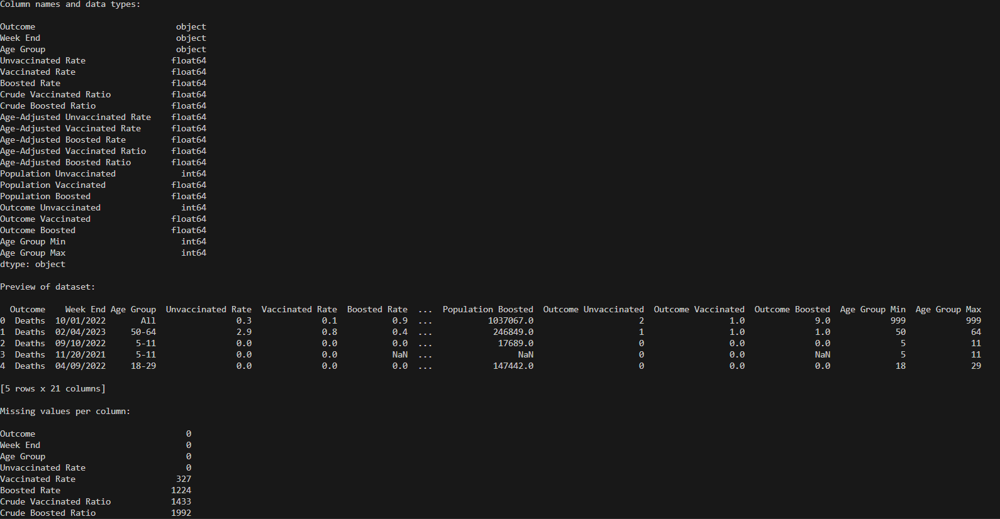 Column names and data types:
Outcome object
Week End object
Age Group object
Unvaccinated Rate float64
Vaccinated Rate float64
Boosted Rate float64
Crude Vaccinated Ratio float64
Crude Boosted Ratio float64
Age-Adjusted Unvaccinated Rate float64
Age-Adjusted Vaccinated Rate float64
Age-Adjusted Boosted Rate float64
Age-Adjusted Vaccinated Ratio float64
Age-Adjusted Boosted Ratio float64
Population Unvaccinated int64
Population Vaccinated float64
Population Boosted float64
Outcome Unvaccinated int64
Outcome Vaccinated float64
Outcome Boosted float64
Age Group Min int64
Age Group Max int64
dtype: object
Preview of dataset:
Outcome Week End Age Group Unvaccinated Rate Vaccinated Rate Boosted Rate ... Population Boosted Outcome Unvaccinated Outcome Vaccinated Outcome Boosted Age Group Min Age Group Max
0 Deaths 10/01/2022 All 0.3 0.1 0.9 ... 1037067.0 2 1.0 9.0 999 999
1 Deaths 02/04/2023 50-64 2.9 0.8 0.4 ... 246849.0 1 1.0 1.0 50 64
2 Deaths 09/10/2022 5-11 0.0 0.0 0.0 ... 17689.0 0 0.0 0.0 5 11
3 Deaths 11/20/2021 5-11 0.0 0.0 NaN ... NaN 0 0.0 NaN 5 11
4 Deaths 04/09/2022 18-29 0.0 0.0 0.0 ... 147442.0 0 0.0 0.0 18 29
[5 rows x 21 columns]
Missing values per column:
Outcome 0
Week End 0
Age Group 0
Unvaccinated Rate 0
Vaccinated Rate 327
Boosted Rate 1224
Crude Vaccinated Ratio 1433
Crude Boosted Ratio 1992